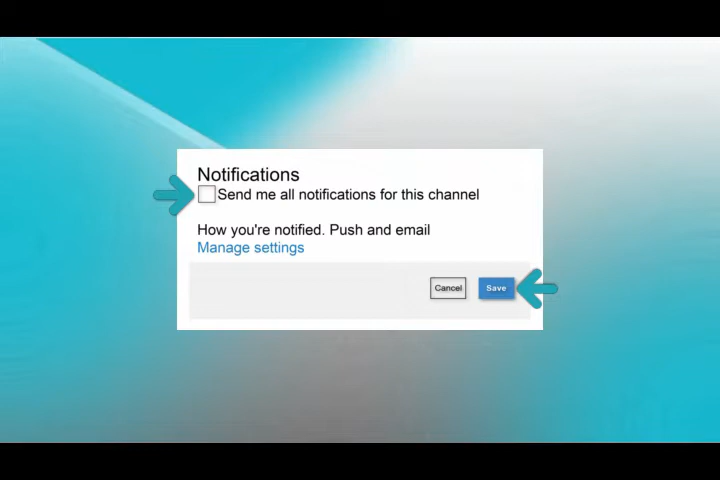 Notifications
Send me all notifications for this channel
How you're notified. Push and email
Manage settings
Cancel Save